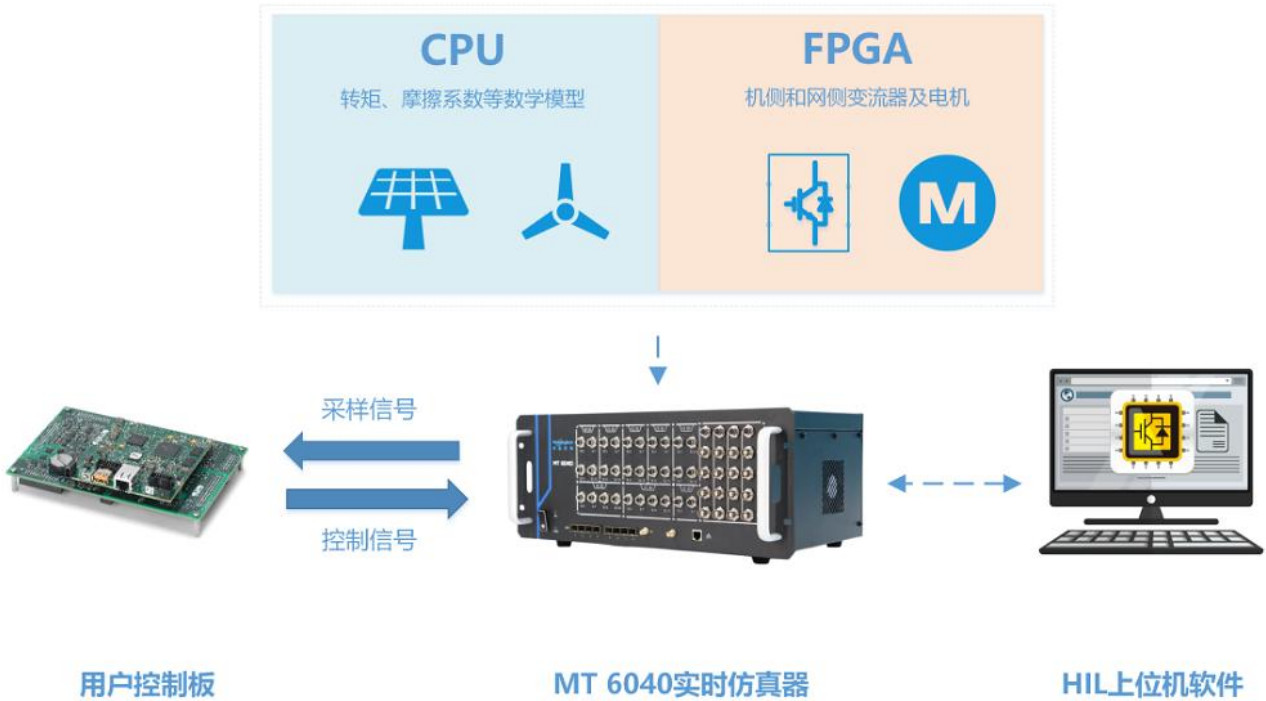 CPU
转矩、摩擦系数等数学模型
FPGA
机侧和网侧变流器及电机
M
采样信号
控制信号
MT 6040
用户控制板
MT 6040实时仿真器
HIL上位机软件